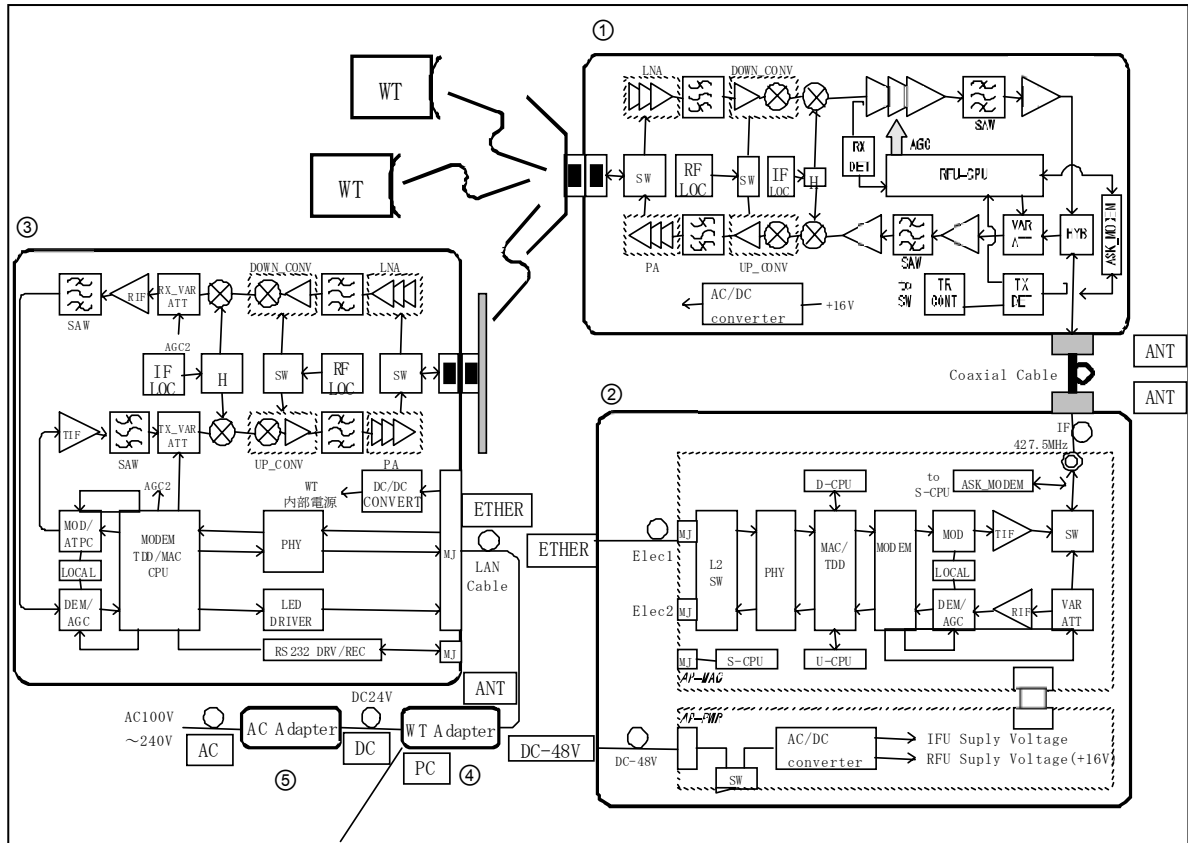 ①
WT
WT
LNA
DOWN_CONV
SAW
RX
DET
AGC
RFU-CPU
SW
RF
LOC
SW
IF
LOC
H
PA
UP_CONV
SAW
VAR
HYB
ASK_MODEM
TO
SW
TR
CONT
TX
AC/DC
converter
+16V
ANT
Coaxial Cable
ANT
③
DOWN_CONV
LNA
SAW
RIF
RX_VAR
ATT
AGC2
IF
LOC
H
SW
RF
LOC
SW
TIF
SAW
TX_VAR
ATT
UP_CONV
PA
AGC2
WT
内部電源
DC/DC
CONVERT
MOD/
ATPC
LOCAL
DEM/
AGC
MODEM
TDD/MAC
CPU
PHY
LED
DRIVER
RS232 DRV/REC
MJ
MJ
ETHER
LAN
Cable
②
IF
427.5MHz
to
S-CPU
ASK_MODEM
D-CPU
ETHER
Elec1
MJ
Elec2
MJ
L2
SW
PHY
MAC/
TDD
MODEM
MOD
TIF
SW
LOCAL
DEM/
AGC
RIF
VAR
ATT
MJ
S-CPU
U-CPU
AP-MAC
AP-PWR
DC-48V
DC-48V
SW
AC/DC
converter
IFU Suply Voltage
RFU Suply Voltage(+16V)
AC100V
～240V
AC
AC Adapter
⑤
DC24V
DC
WT Adapter
ANT
PC
④